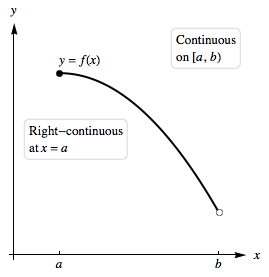 y
Continuous
on [a, b)
y = f(x)
Right−continuous
at x = a
a
b
x